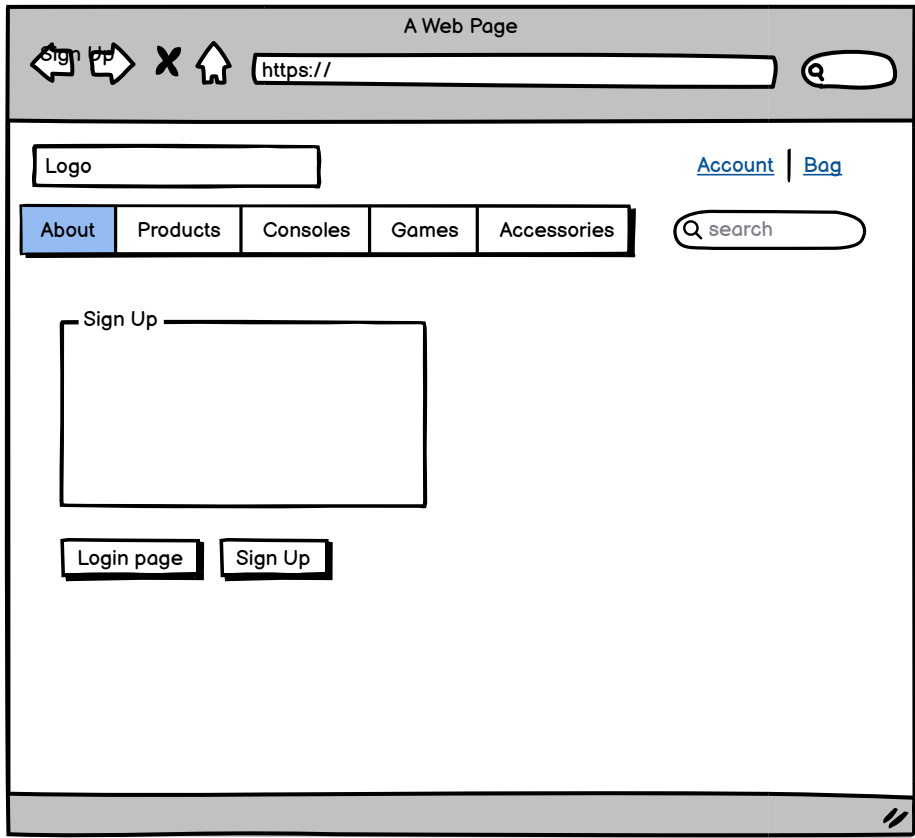 A Web Page
Sign Up
https://
Logo
Account | Bag
About Products Consoles Games Accessories
search
Sign Up
Login page Sign Up